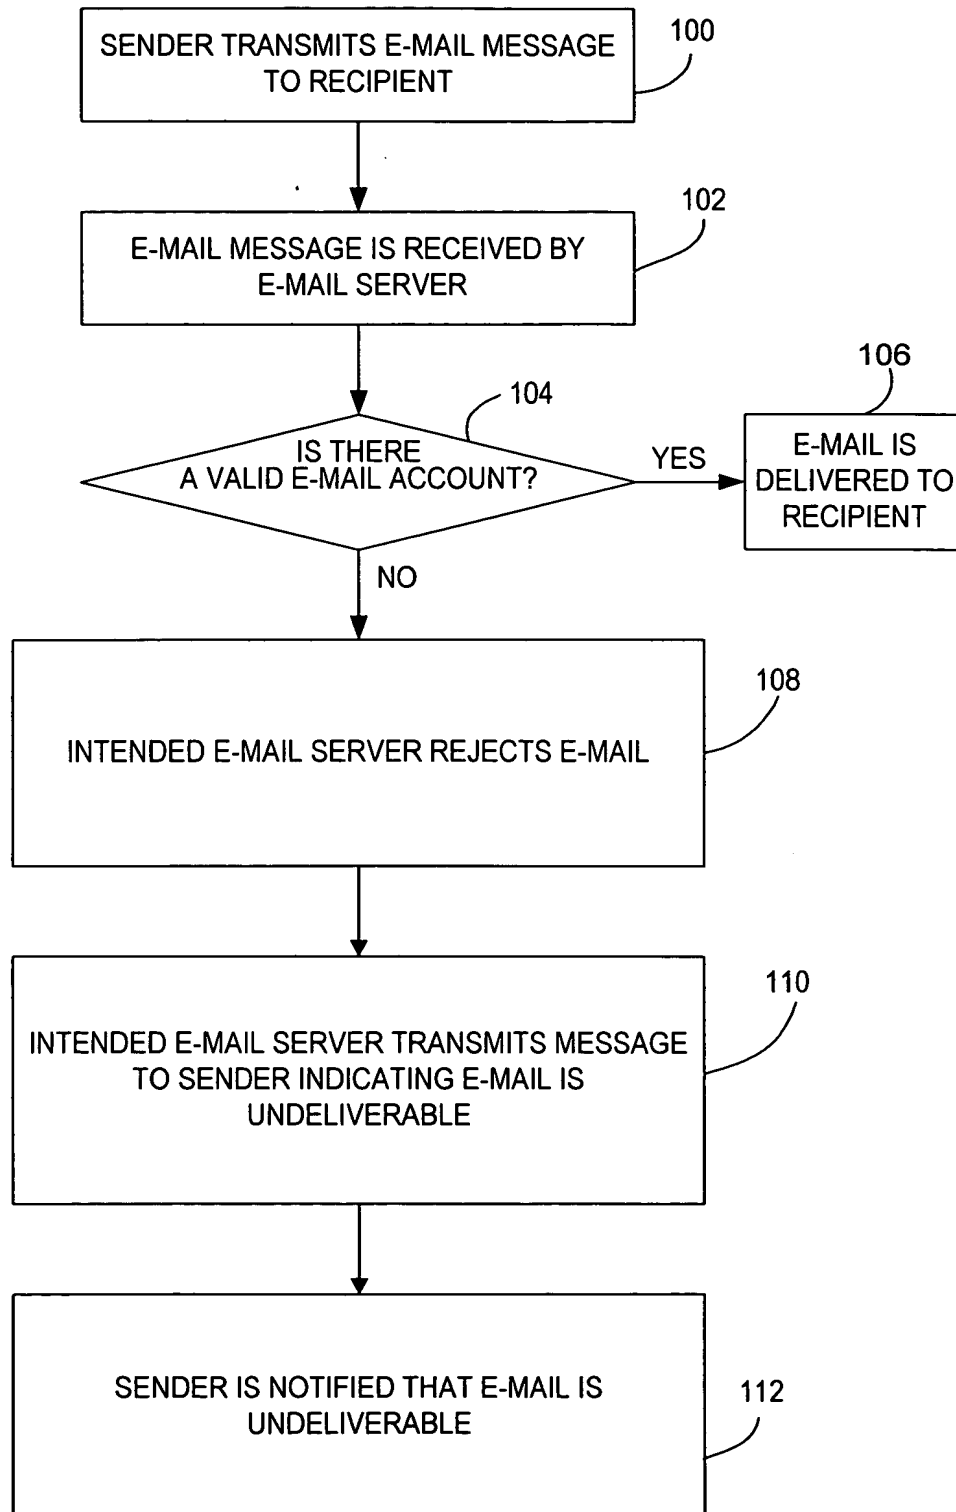 SENDER TRANSMITS E-MAIL MESSAGE
TO RECIPIENT
100
E-MAIL MESSAGE IS RECEIVED BY
E-MAIL SERVER
102
IS THERE
A VALID E-MAIL ACCOUNT?
104
YES
106
E-MAIL IS
DELIVERED TO
RECIPIENT
NO
INTENDED E-MAIL SERVER REJECTS E-MAIL
108
INTENDED E-MAIL SERVER TRANSMITS MESSAGE
TO SENDER INDICATING E-MAIL IS
UNDELIVERABLE
110
SENDER IS NOTIFIED THAT E-MAIL IS
UNDELIVERABLE
112